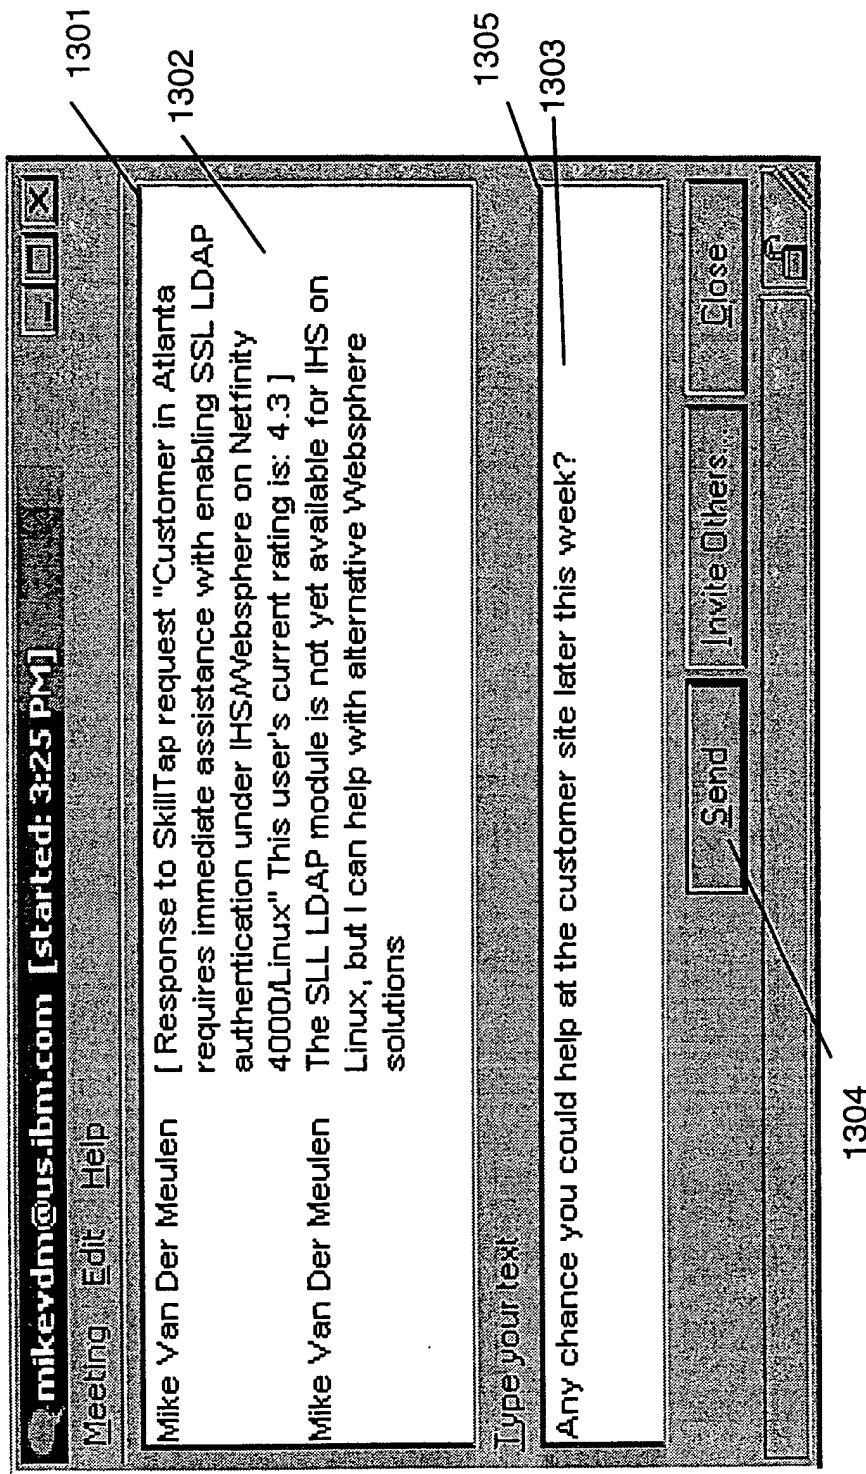 mikevdm@us.ibm.com [started: 3:25 PM]
Meeting Edit Help
Mike Van Der Meulen [Response to SkillTap request "Customer in Atlanta
requires immediate assistance with enabling SSL LDAP
authentication under IHS/Websphere on Netfinity
4000/Linux" This user's current rating is: 4.3 ]
Mike Van Der Meulen The SLL LDAP module is not yet available for IHS on
Linux, but I can help with alternative Websphere
solutions
Type your text
Any chance you could help at the customer site later this week?
Send Invite Others... Close
1301
1302
1305
1303
1304